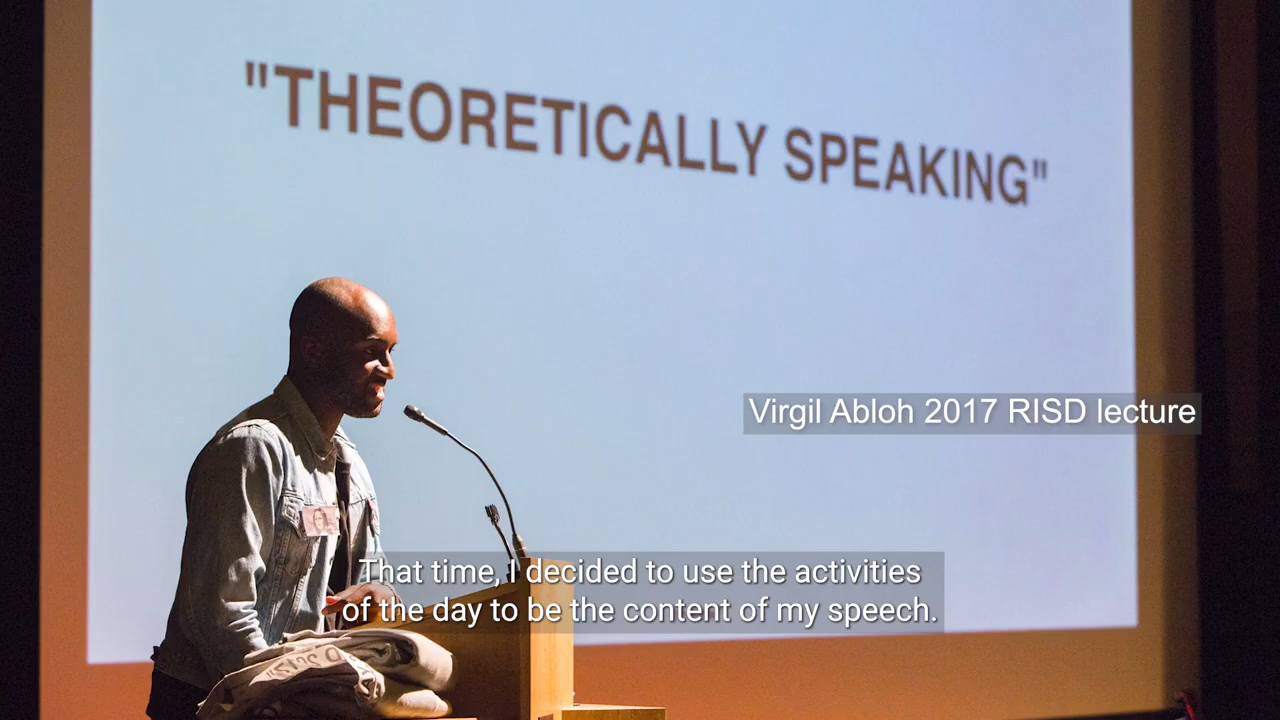 "THEORETICALLY SPEAKING"
Virgil Abloh 2017 RISD lecture
That time, I decided to use the activities
of the day to be the content of my speech.